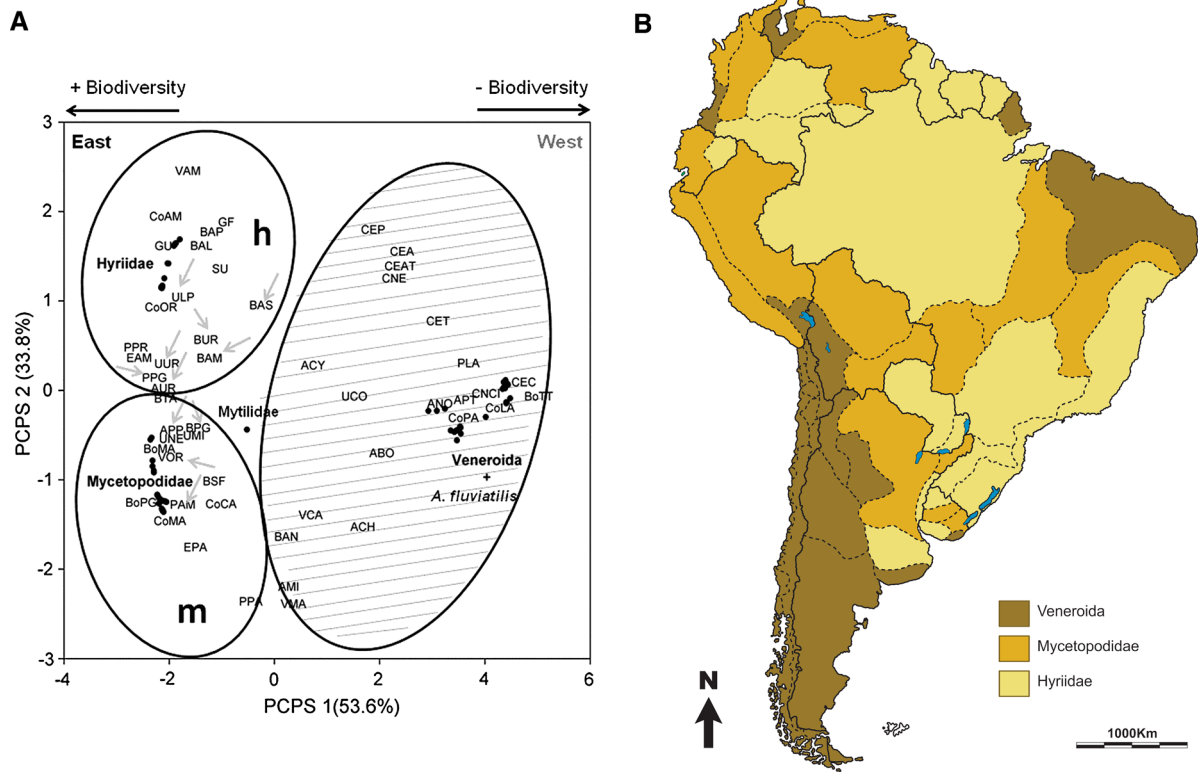 A
B
+ Biodiversity
- Biodiversity
East
West
3
2
1
0
-1
-2
-3
-4
-2
0
2
4
6
PCPS 2 (33.8%)
PCPS 1(53.6%)
VAM
CoAM
GF
BAP
GU
BAL
h
Hyriidae
SU
ULP
CoOR
BAS
BUR
PPR
EAM
UUR
BAM
PPG
AUR
BTA
Mytilidae
APP
BPG
UNE
UMI
BoMA
VOR
Mycetopodidae
BSF
BoPG
PAM
CoCA
CoMA
EPA
m
PPA
CEP
CEA
CEAT
CNE
CET
ACY
PLA
UCO
CEC
CNCI
BoTT
ANO
APT
CoLA
CoPA
ABO
Veneroida
+
A. fluviatilis
VCA
ACH
BAN
AMI
VMA
Veneroida
Mycetopodidae
Hyriidae
N
1000Km